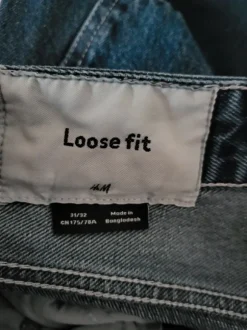 Loose fit
H&M
31/32
CN 175/78A
Made in
Bangladesh